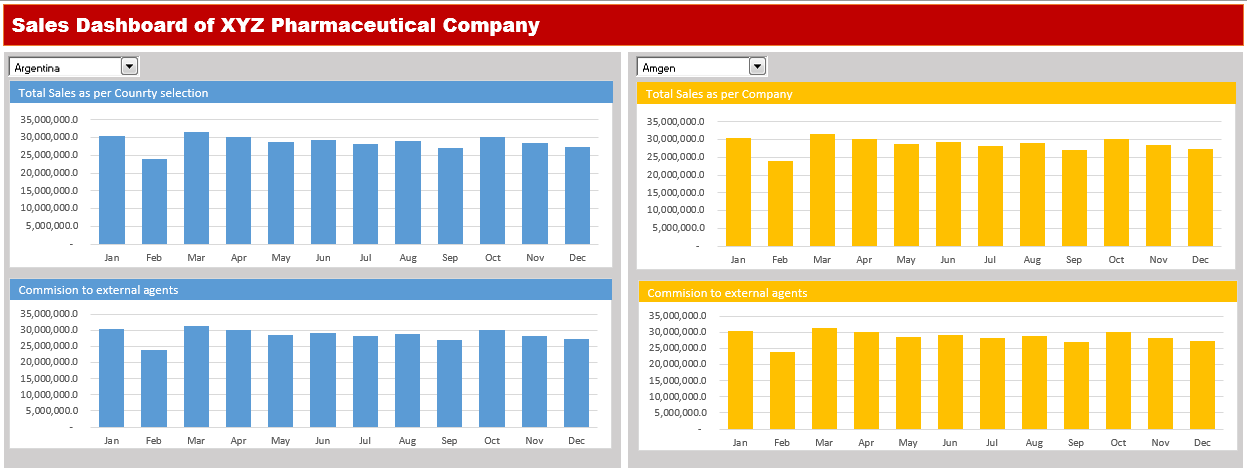 Sales Dashboard of XYZ Pharmaceutical Company
Argentina
Total Sales as per Counrty selection
35,000,000.0
30,000,000.0
25,000,000.0
20,000,000.0
15,000,000.0
10,000,000.0
5,000,000.0
-
Jan Feb Mar Apr May Jun Jul Aug Sep Oct Nov Dec
Commision to external agents
35,000,000.0
30,000,000.0
25,000,000.0
20,000,000.0
15,000,000.0
10,000,000.0
5,000,000.0
-
Jan Feb Mar Apr May Jun Jul Aug Sep Oct Nov Dec
Amgen
Total Sales as per Company
35,000,000.0
30,000,000.0
25,000,000.0
20,000,000.0
15,000,000.0
10,000,000.0
5,000,000.0
-
Jan Feb Mar Apr May Jun Jul Aug Sep Oct Nov Dec
Commision to external agents
35,000,000.0
30,000,000.0
25,000,000.0
20,000,000.0
15,000,000.0
10,000,000.0
5,000,000.0
-
Jan Feb Mar Apr May Jun Jul Aug Sep Oct Nov Dec